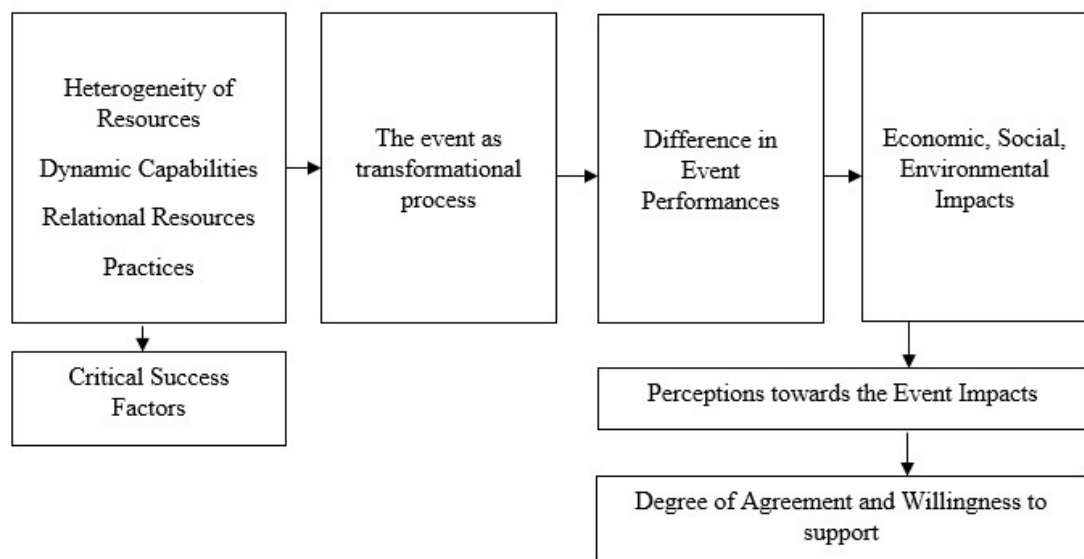 Heterogeneity of
Resources
Dynamic Capabilities
Relational Resources
Practices
The event as
transformational
process
Difference in
Event
Performances
Economic, Social,
Environmental
Impacts
Critical Success
Factors
Perceptions towards the Event Impacts
Degree of Agreement and Willingness to
support